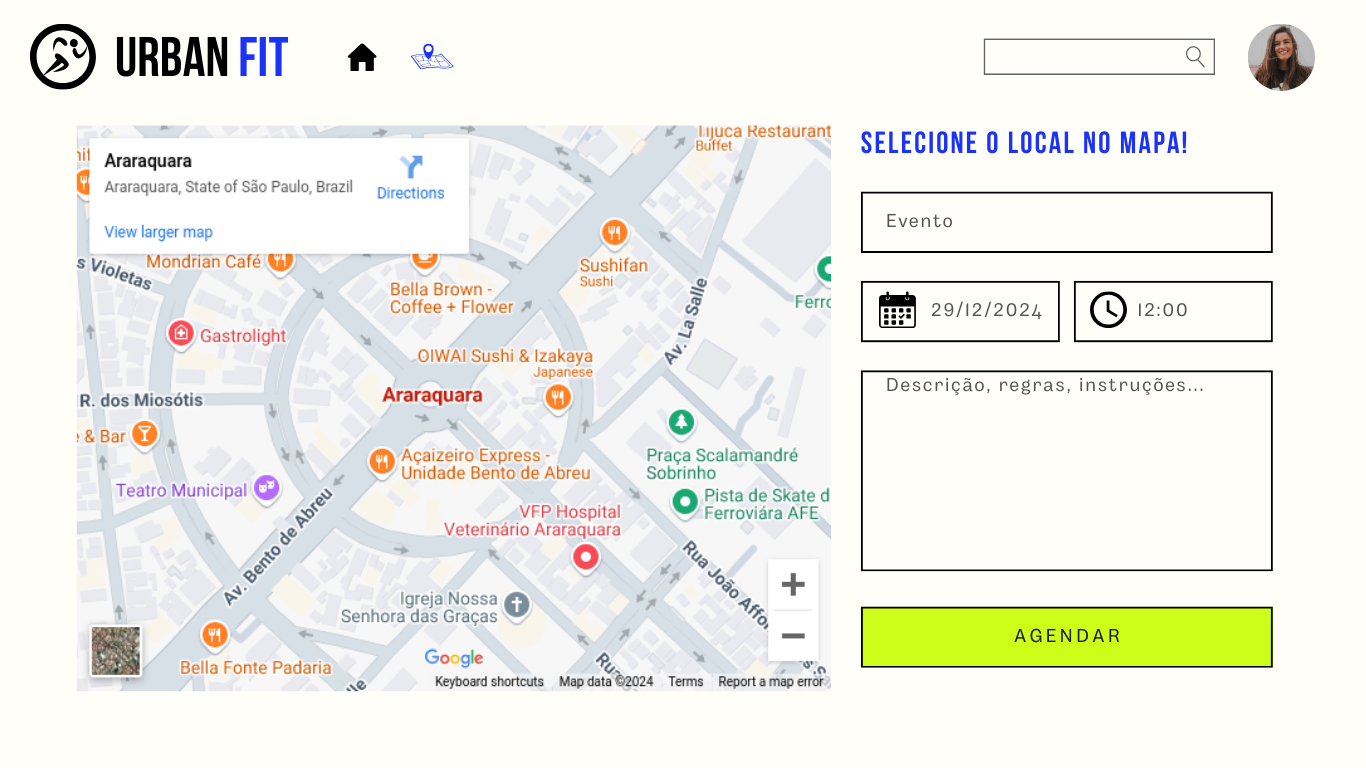 URBAN FIT
Araraquara
Araraquara, State of São Paulo, Brazil
Directions
View larger map
Tijuca Restaurant
Buffet
s Violetas
Mondrian Café
Bella Brown -
Coffee + Flower
Sushifan
Sushi
Ferro
Gastrolight
Av. La Salle
OIWAI Sushi & Izakaya
Japanese
Araraquara
R. dos Miosótis
e & Bar
Açaizeiro Express -
Unidade Bento de Abreu
Praça Scalamandré
Sobrinho
Teatro Municipal
Pista de Skate d
Ferroviára AFE
VFP Hospital
Veterinário Araraquara
Av. Bento de Abreu
Rua João Affon
Igreja Nossa
Senhora das Graças
Bella Fonte Padaria
Google
Rua
Keyboard shortcuts Map data ©2024 Terms Report a map error
SELECIONE O LOCAL NO MAPA!
Evento
29/12/2024
12:00
Descrição, regras, instruções...
AGENDAR